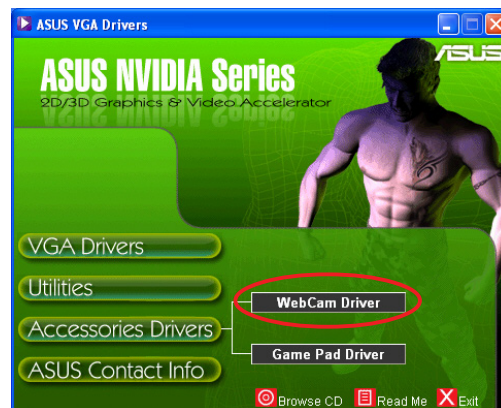 ASUS VGA Drivers
ASUS
ASUS NVIDIA Series
2D/3D Graphics & Video Accelerator
VGA Drivers
Utilities
WebCam Driver
Accessories Drivers
Game Pad Driver
ASUS Contact Info
Browse CD Read Me Exit